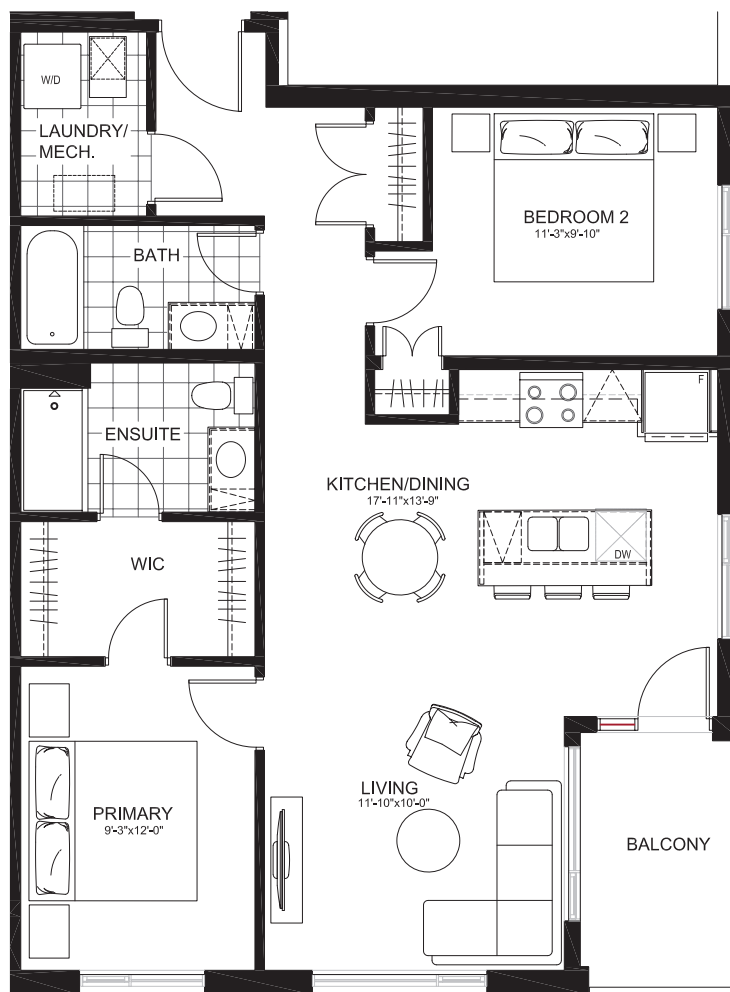 W/D
LAUNDRY/
MECH.
BEDROOM 2
11'-3"x9'-10"
BATH
F
ENSUITE
KITCHEN/DINING
17'-11"x13'-9"
DW
WIC
LIVING
11'-10"x10'-0"
PRIMARY
9'-3"x12'-0"
BALCONY